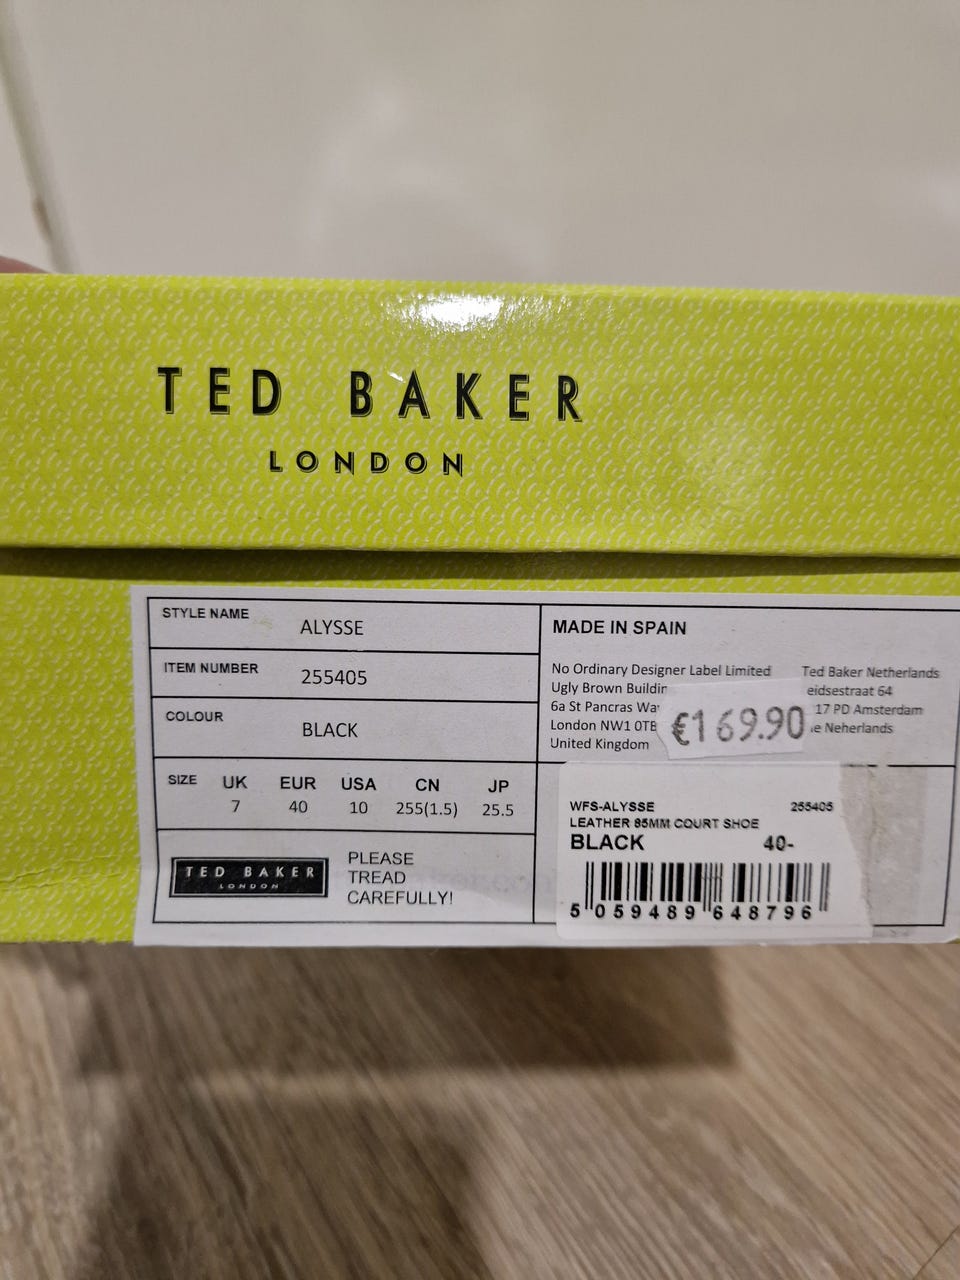 TED BAKER
LONDON
STYLE NAME ALYSSE
ITEM NUMBER 255405
COLOUR BLACK
SIZE UK EUR USA CN JP
7 40 10 255(1.5) 25.5
TED BAKER
LONDON
PLEASE
TREAD
CAREFULLY!
MADE IN SPAIN
No Ordinary Designer Label Limited
Ugly Brown Buildin
6a St Pancras Wa
London NW1 0TB
United Kingdom
Ted Baker Netherlands
eidsestraat 64
17 PD Amsterdam
e Neherlands
€169.90
WFS-ALYSSE 255405
LEATHER 85MM COURT SHOE
BLACK 40-
5 059489 648796